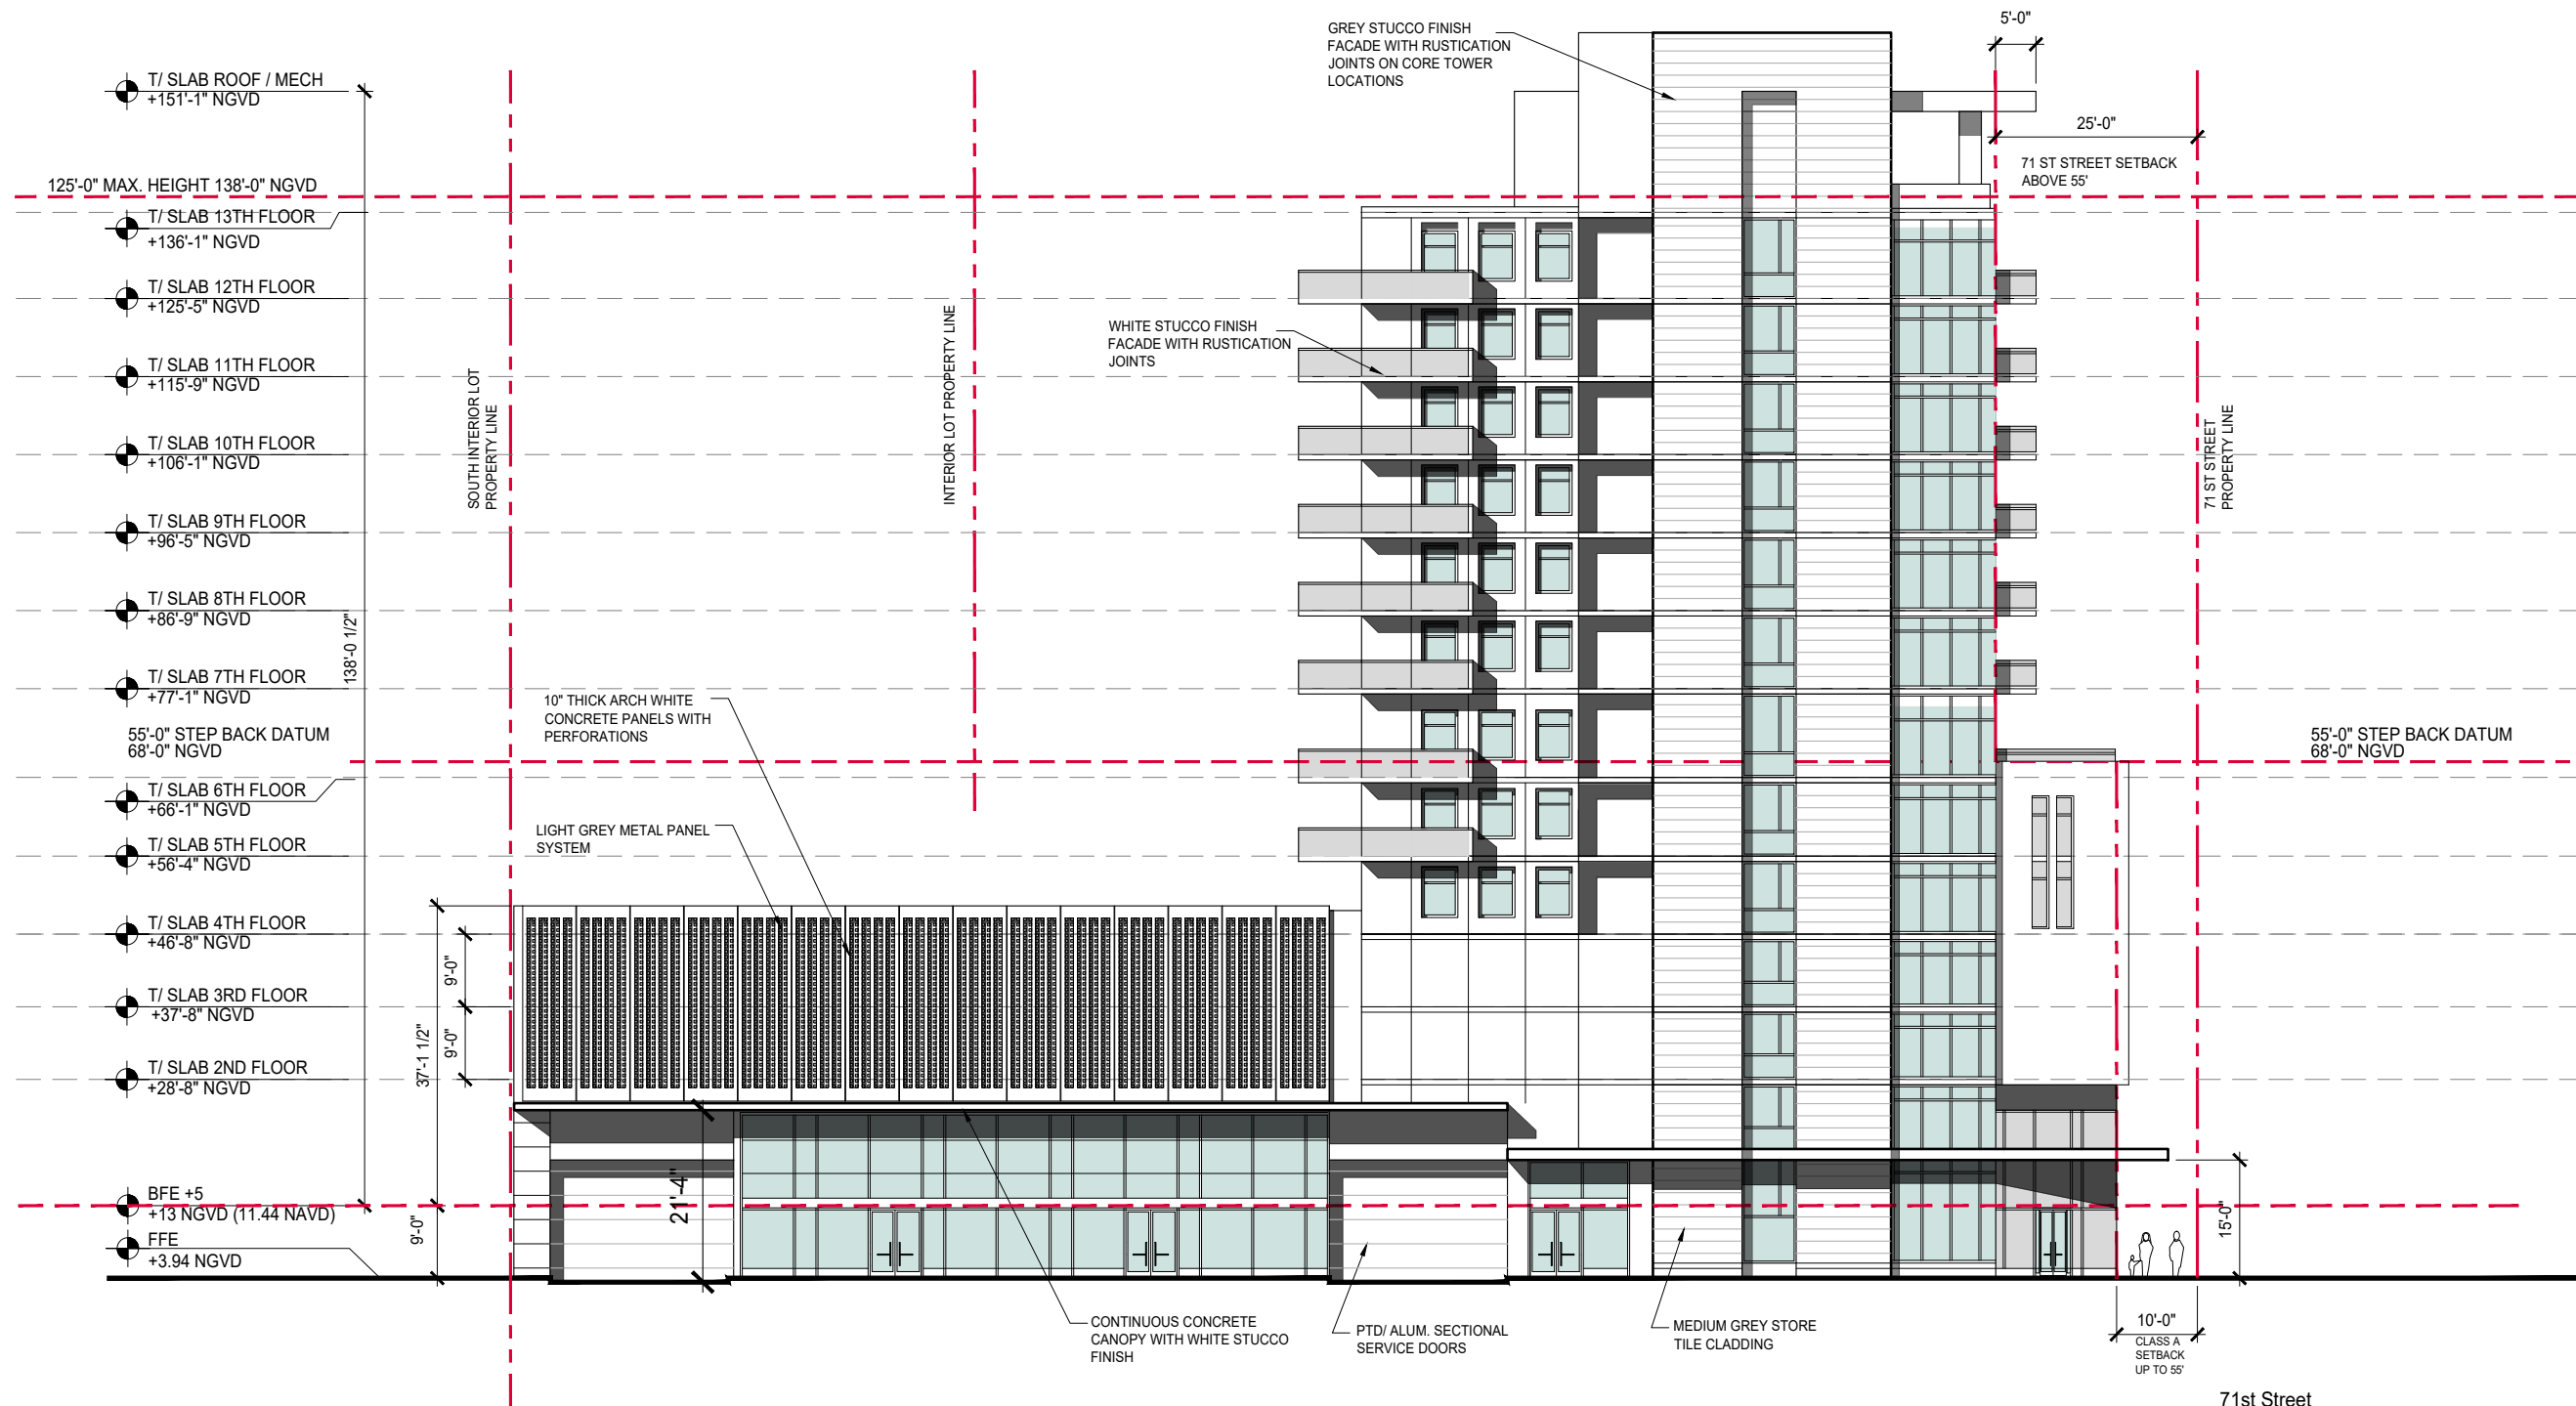 GREY STUCCO FINISH
FACADE WITH RUSTICATION
JOINTS ON CORE TOWER
LOCATIONS
5'-0"
T/ SLAB ROOF / MECH
+151'-1" NGVD
25'-0"
71 ST STREET SETBACK
ABOVE 55'
125'-0" MAX. HEIGHT 138'-0" NGVD
T/ SLAB 13TH FLOOR
+136'-1" NGVD
T/ SLAB 12TH FLOOR
+125'-5" NGVD
WHITE STUCCO FINISH
FACADE WITH RUSTICATION
JOINTS
T/ SLAB 11TH FLOOR
+115'-9" NGVD
SOUTH INTERIOR LOT
PROPERTY LINE
INTERIOR LOT PROPERTY LINE
71 ST STREET
PROPERTY LINE
T/ SLAB 10TH FLOOR
+106'-1" NGVD
T/ SLAB 9TH FLOOR
+96'-5" NGVD
T/ SLAB 8TH FLOOR
+86'-9" NGVD
138'-0 1/2"
T/ SLAB 7TH FLOOR
+77'-1" NGVD
10" THICK ARCH WHITE
CONCRETE PANELS WITH
PERFORATIONS
55'-0" STEP BACK DATUM
68'-0" NGVD
55'-0" STEP BACK DATUM
68'-0" NGVD
T/ SLAB 6TH FLOOR
+66'-1" NGVD
LIGHT GREY METAL PANEL
SYSTEM
T/ SLAB 5TH FLOOR
+56'-4" NGVD
T/ SLAB 4TH FLOOR
+46'-8" NGVD
9'-0"
T/ SLAB 3RD FLOOR
+37'-8" NGVD
9'-0"
37'-1 1/2"
T/ SLAB 2ND FLOOR
+28'-8" NGVD
21'-4"
BFE +5
+13 NGVD (11.44 NAVD)
9'-0"
15'-0"
FFE
+3.94 NGVD
CONTINUOUS CONCRETE
CANOPY WITH WHITE STUCCO
FINISH
PTD/ ALUM. SECTIONAL
SERVICE DOORS
MEDIUM GREY STORE
TILE CLADDING
10'-0"
CLASS A
SETBACK
UP TO 55'
71st Street